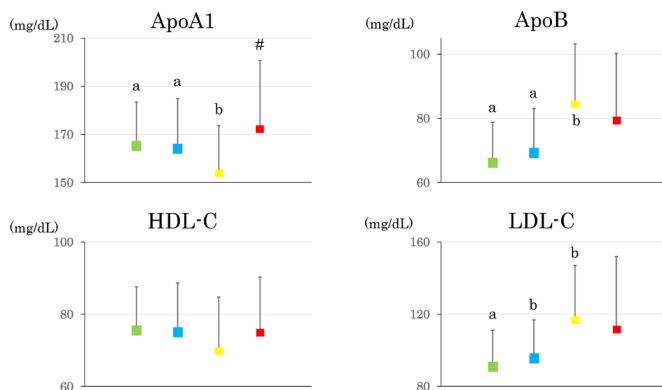 ApoA1
(mg/dL)
210
190
170
150
a
a
b
#
ApoB
(mg/dL)
100
80
60
a
a
b
HDL-C
(mg/dL)
100
80
60
LDL-C
(mg/dL)
160
120
80
a
b
b